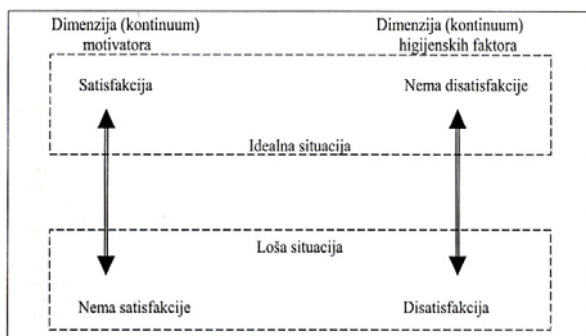 Dimenzija (kontinuum)
motivatora
Dimenzija (kontinuum)
higijenskih faktora
Satisfakcija
Nema disatisfakcije
Idealna situacija
Loša situacija
Nema satisfakcije
Disatisfakcija